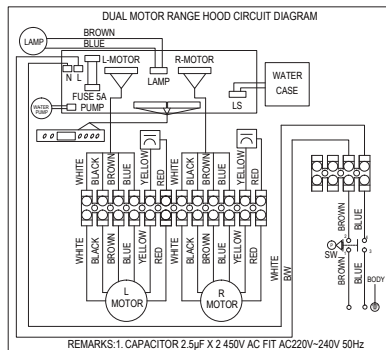 DUAL MOTOR RANGE HOOD CIRCUIT DIAGRAM
LAMP
BROWN
BLUE
L-MOTOR
R-MOTOR
LAMP
N L
FUSE 5A
PUMP
WATER
PUMP
LS
WATER
CASE
WHITE
BLACK
BROWN
BLUE
YELLOW
RED
WHITE
BLACK
BROWN
BLUE
YELLOW
RED
WHITE
BLACK
BROWN
BLUE
YELLOW
RED
WHITE
BLACK
BROWN
BLUE
YELLOW
RED
L
MOTOR
R
MOTOR
WHITE
B/W
BROWN
BLUE
SW
BROWN
BLUE
BODY
REMARKS:1. CAPACITOR 2.5µF X 2 450V AC FIT AC220V~240V 50Hz